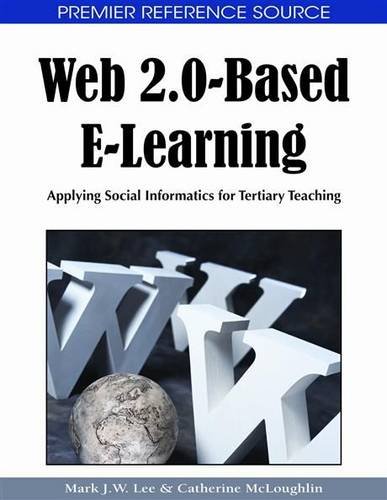 PREMIER REFERENCE SOURCE
Web 2.0-Based
E-Learning
Applying Social Informatics for Tertiary Teaching
W W W
Mark J.W. Lee & Catherine McLoughlin